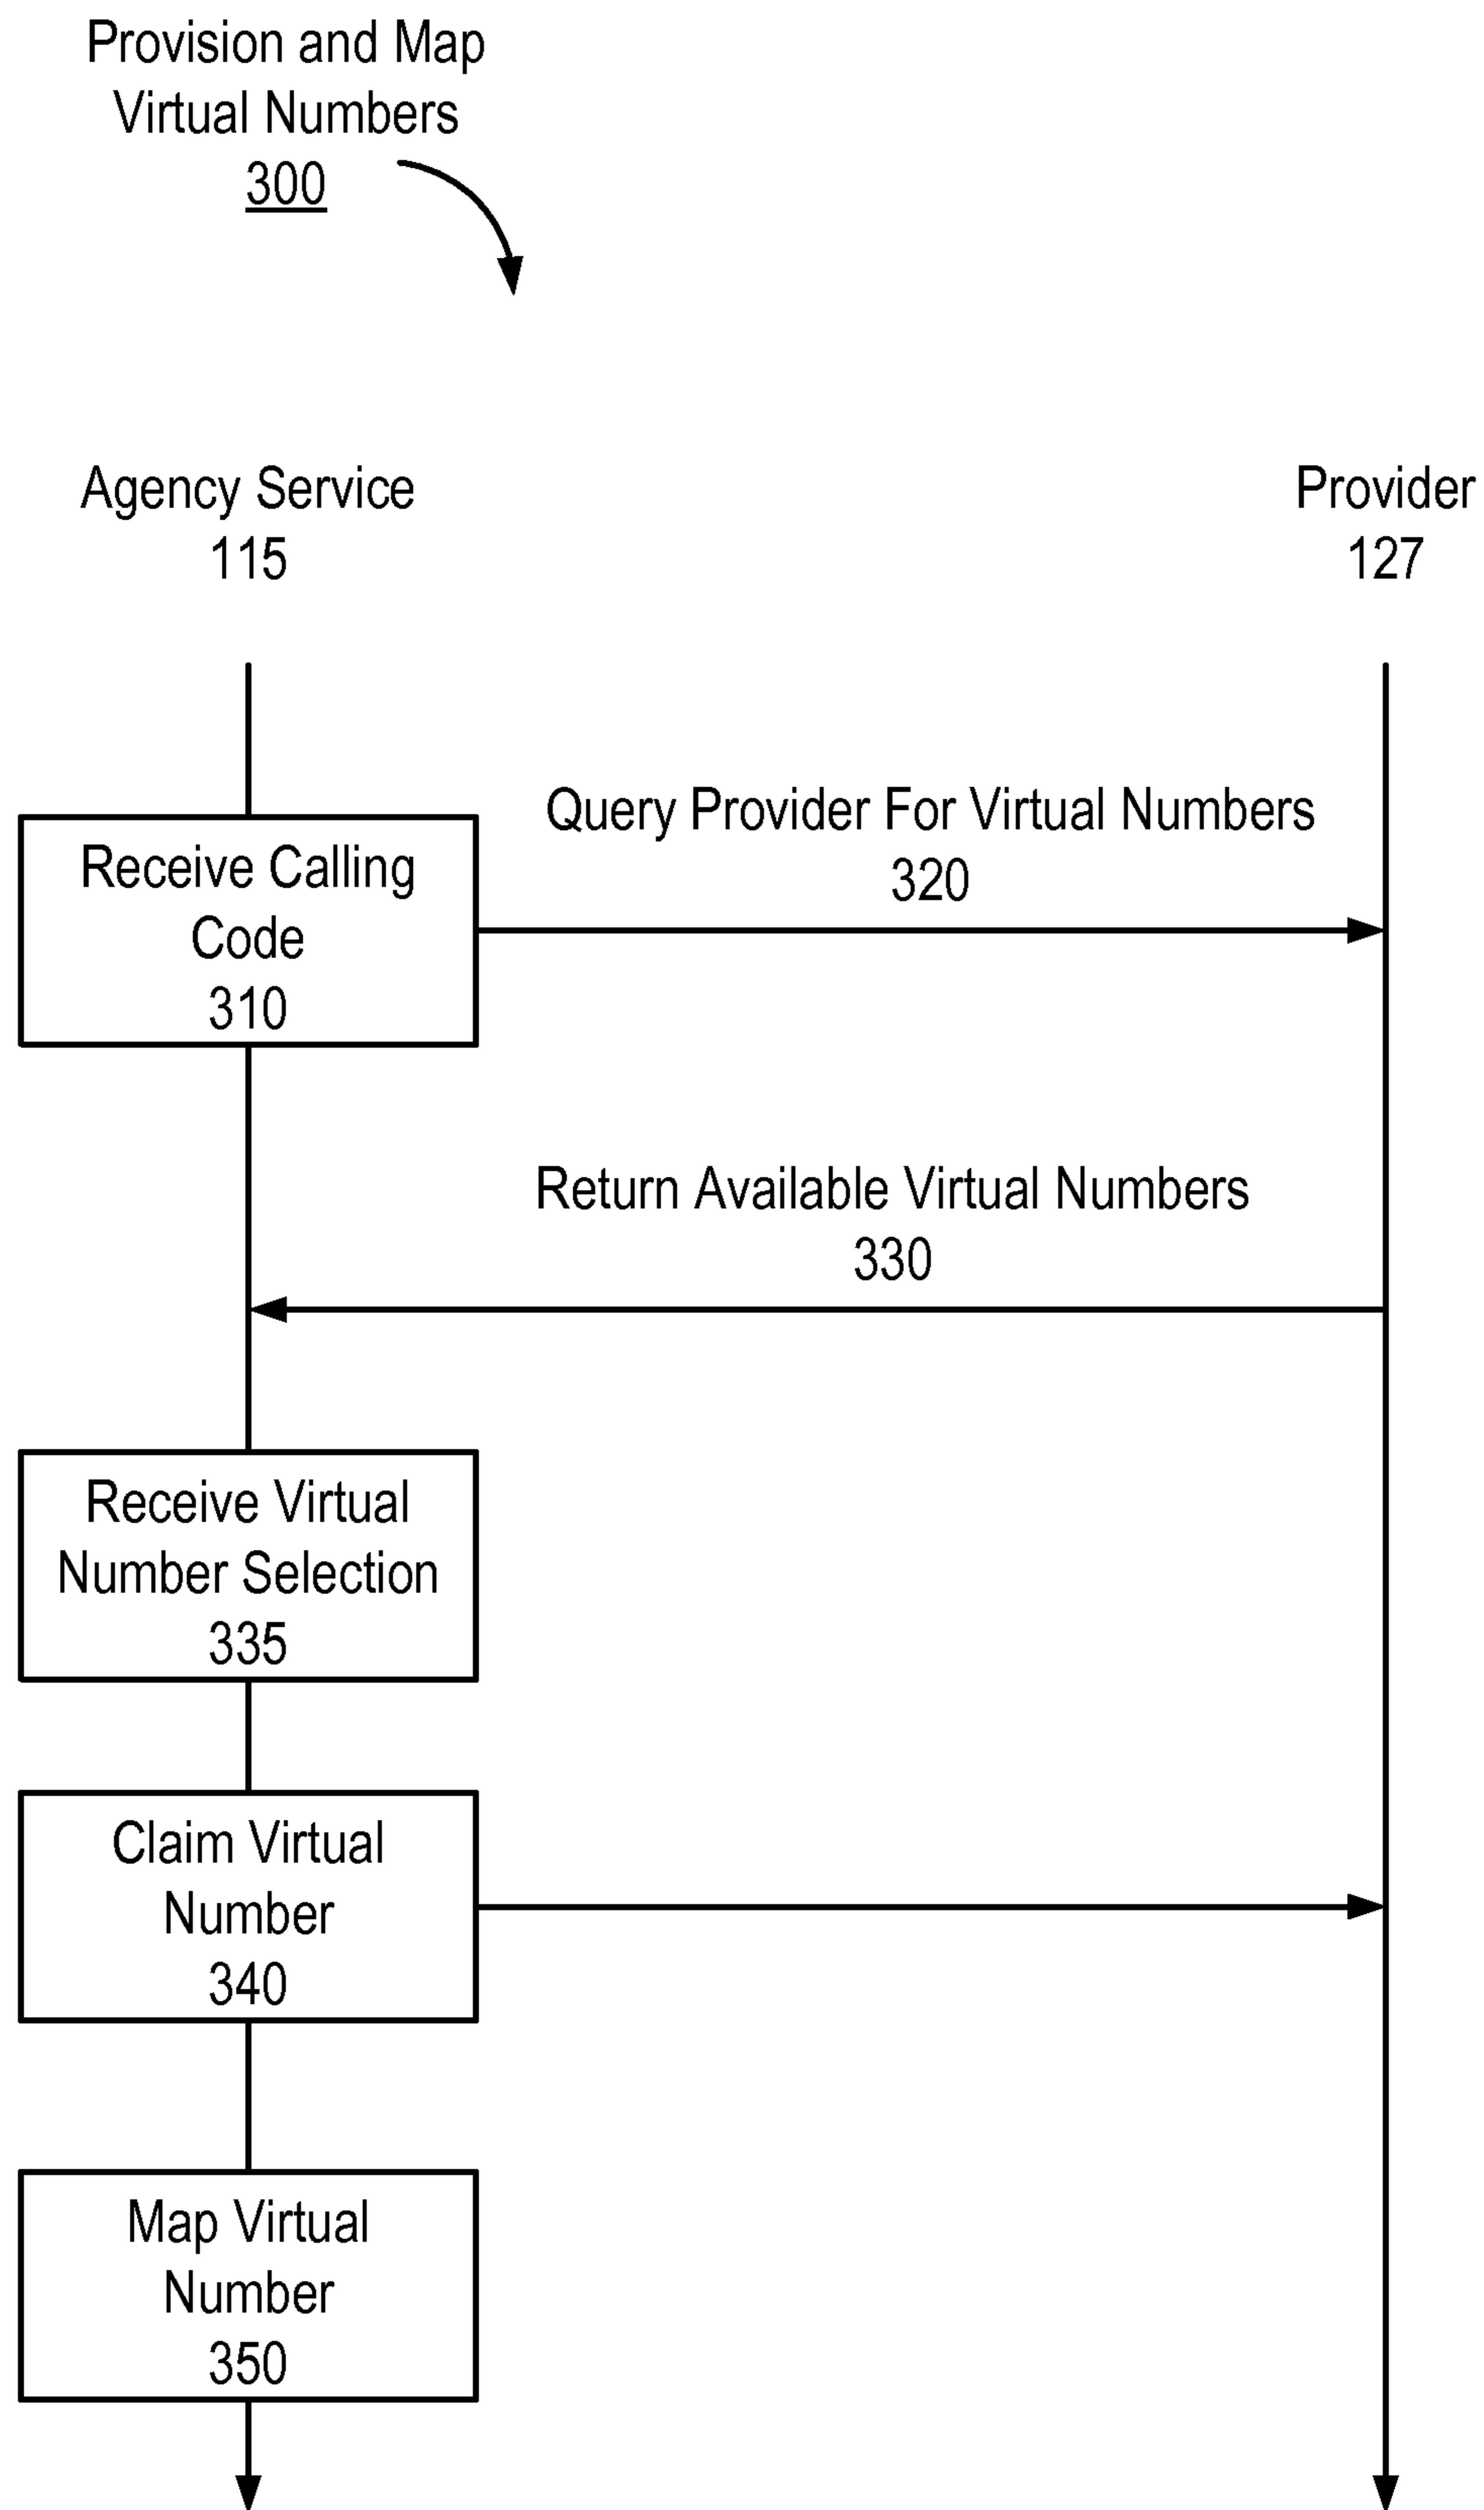 Provision and Map
Virtual Numbers
300
Agency Service
115
Provider
127
Query Provider For Virtual Numbers
320
Receive Calling
Code
310
Return Available Virtual Numbers
330
Receive Virtual
Number Selection
335
Claim Virtual
Number
340
Map Virtual
Number
350